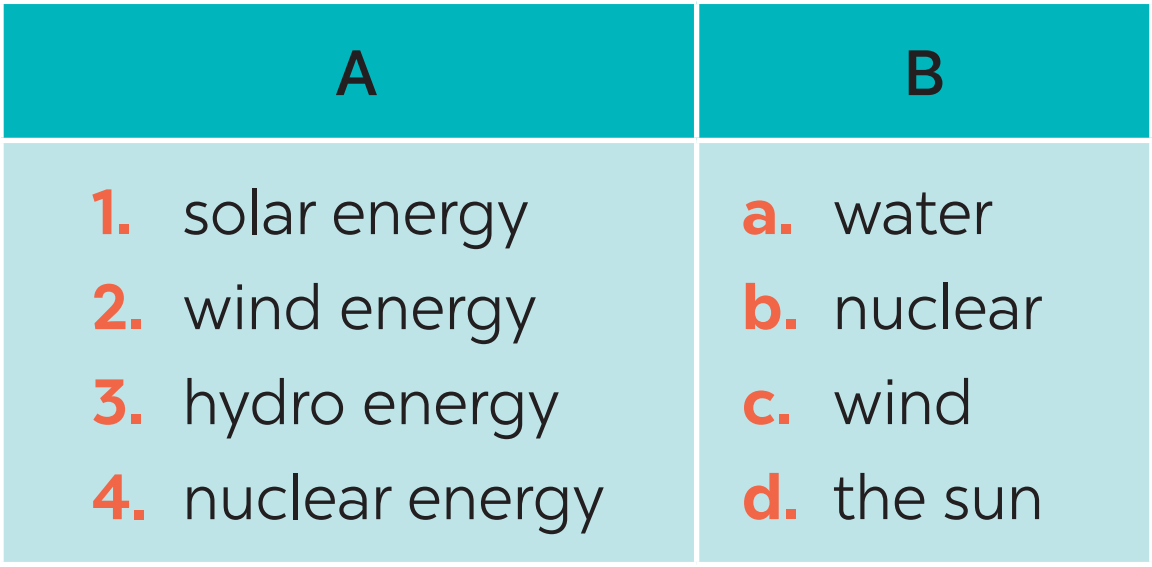 A B
1. solar energy a. water
2. wind energy b. nuclear
3. hydro energy c. wind
4. nuclear energy d. the sun